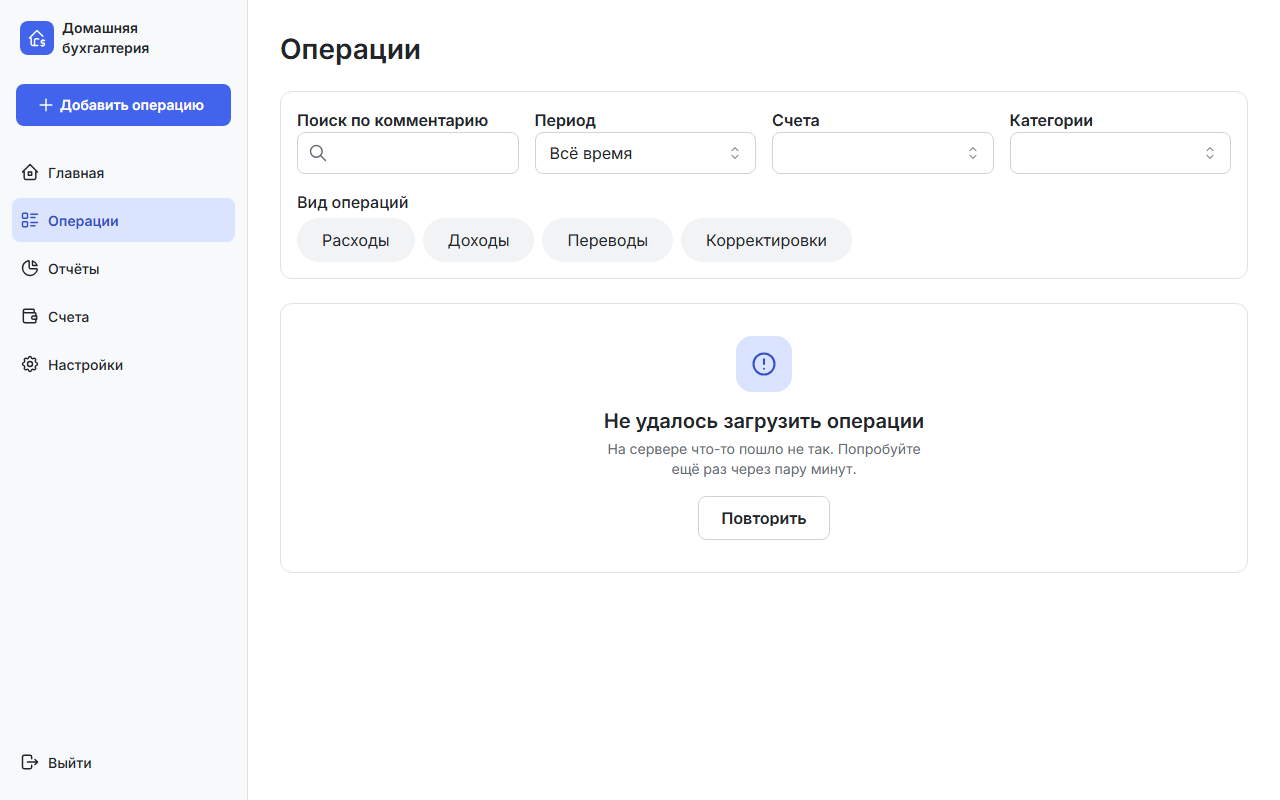 Домашняя
бухгалтерия
Добавить операцию
Главная
Операции
Отчёты
Счета
Настройки
Выйти
Операции
Поиск по комментарию
Период
Счета
Категории
Всё время
Вид операций
Расходы
Доходы
Переводы
Корректировки
Не удалось загрузить операции
На сервере что-то пошло не так. Попробуйте
ещё раз через пару минут.
Повторить